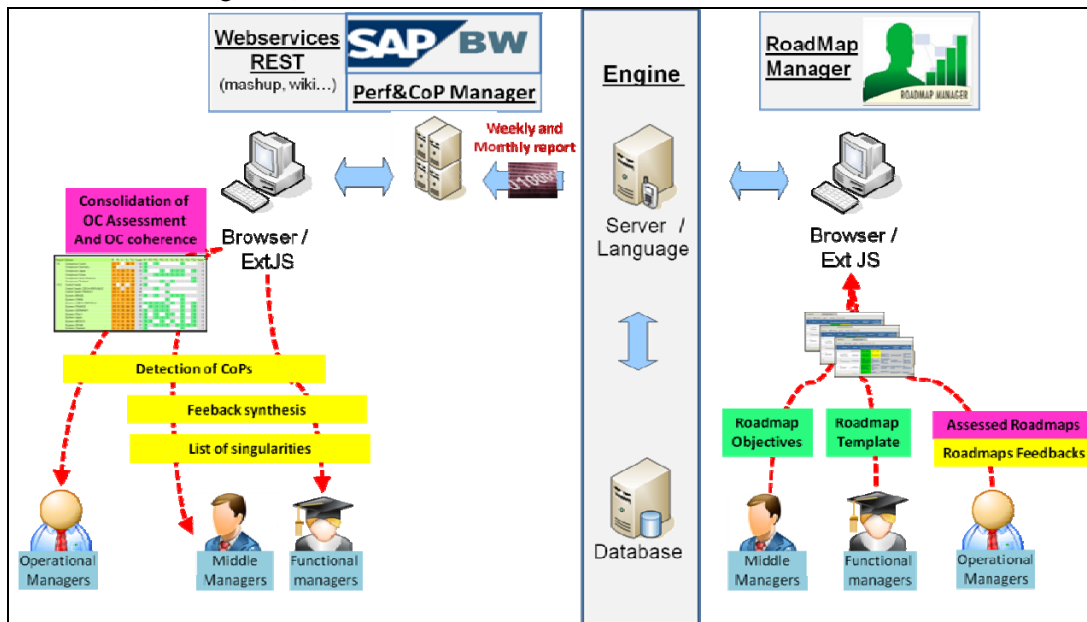 Webservices
REST
(mashup, wiki...)
SAP BW
Perf&CoP Manager
Engine
RoadMap
Manager
ROADMAP MANAGER
Weekly and
Monthly report
Consolidation of
OC Assessment
And OC coherence
Browser /
ExtJS
Server /
Language
Browser /
Ext JS
Detection of CoPs
Feeback synthesis
List of singularities
Roadmap
Objectives
Roadmap
Template
Assessed Roadmaps
Roadmaps Feedbacks
Database
Operational
Managers
Middle
Managers
Functional
managers
Middle
Managers
Functional
managers
Operational
Managers